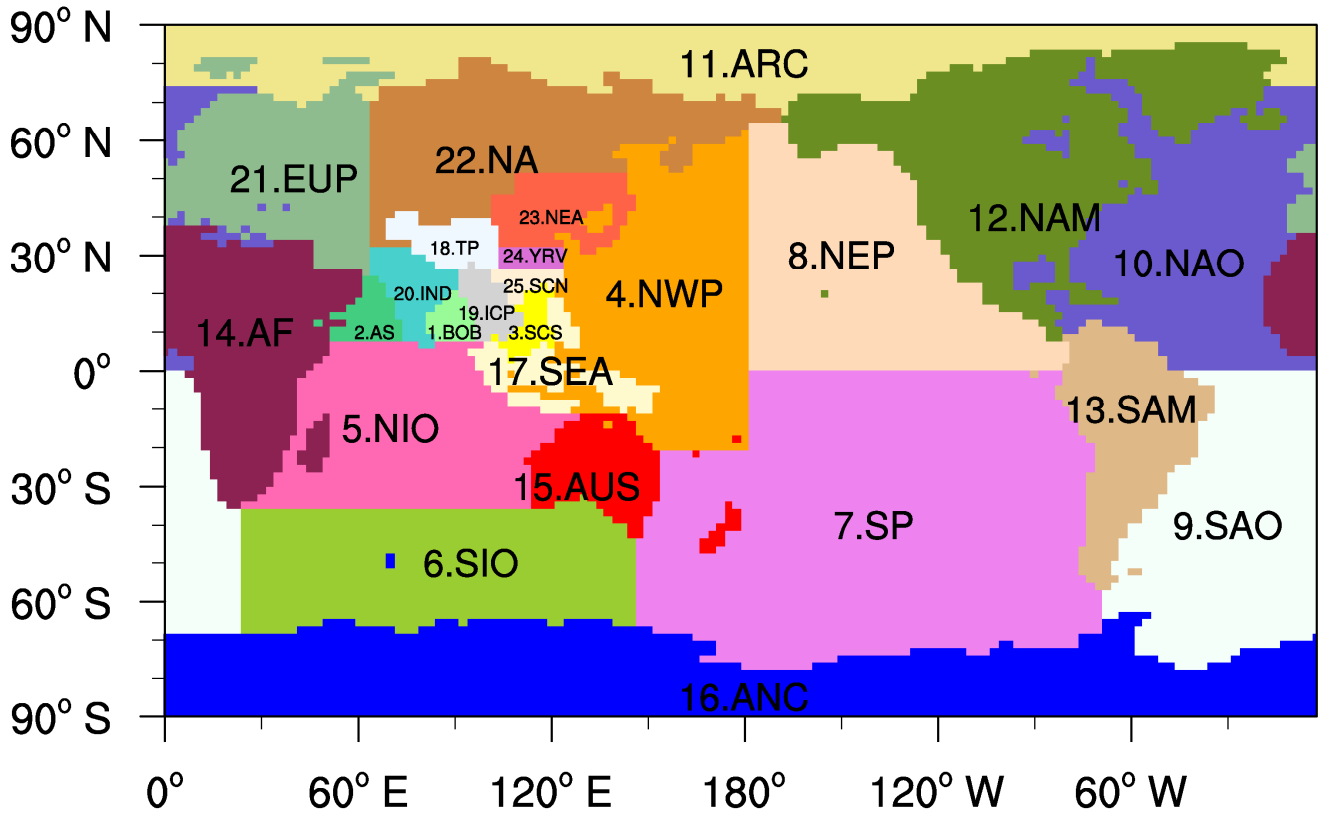 90° N
11.ARC
60° N
22.NA
21.EUP
23.NEA
12.NAM
18.TP
24.YRV
30° N
8.NEP
10.NAO
25.SCN
20.IND
4.NWP
19.ICP
14.AF
2.AS
1.BOB
3.SCS
0°
17.SEA
13.SAM
5.NIO
30° S
15.AUS
7.SP
9.SAO
6.SIO
60° S
16.ANC
90° S
0°
60° E
120° E
180°
120° W
60° W